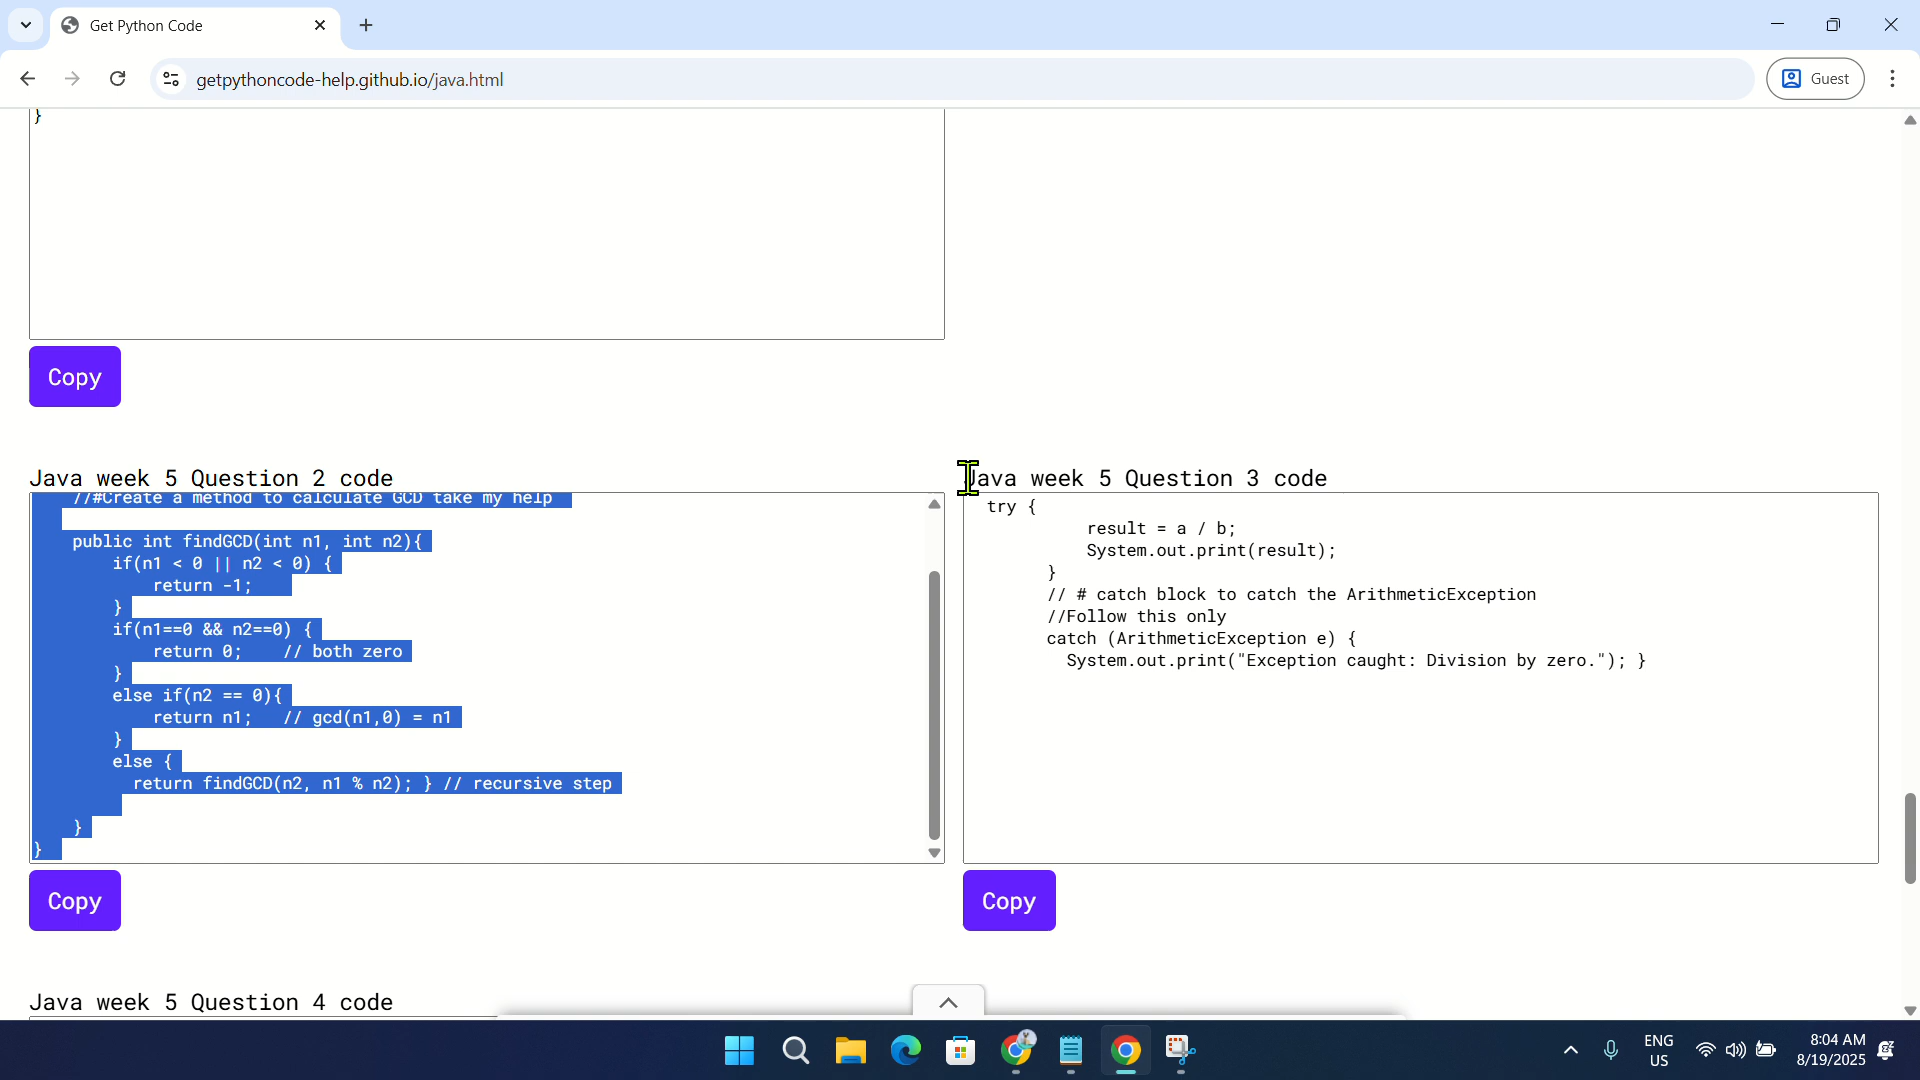 Get Python Code
getpythoncode-help.github.io/java.html
Guest
}
Copy
Java week 5 Question 2 code
//#Create a method to calculate GCD take my help
public int findGCD(int n1, int n2){
if(n1 < 0 || n2 < 0) {
return -1;
}
if(n1==0 && n2==0) {
return 0;    // both zero
}
else if(n2 == 0){
return n1;   // gcd(n1,0) = n1
}
else {
return findGCD(n2, n1 % n2); } // recursive step
}
}
Copy
Java week 5 Question 3 code
try {
result = a / b;
System.out.print(result);
}
// # catch block to catch the ArithmeticException
//Follow this only
catch (ArithmeticException e) {
System.out.print("Exception caught: Division by zero."); }
Copy
Java week 5 Question 4 code
ENG
US
8:04 AM
8/19/2025